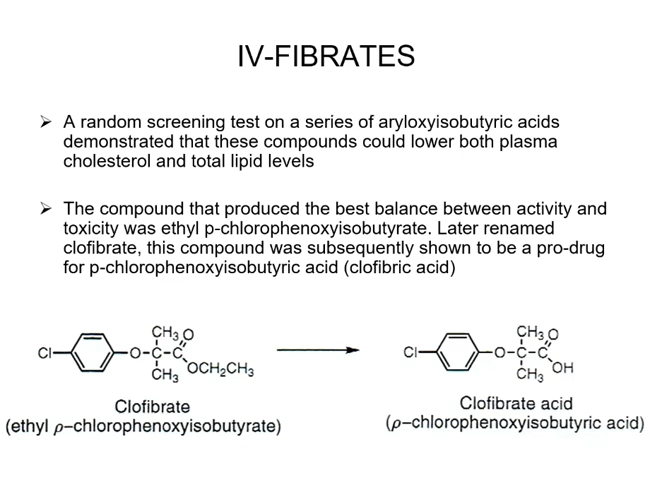 IV-FIBRATES
➢ A random screening test on a series of aryloxyisobutyric acids
demonstrated that these compounds could lower both plasma
cholesterol and total lipid levels
➢ The compound that produced the best balance between activity and
toxicity was ethyl p-chlorophenoxyisobutyrate. Later renamed
clofibrate, this compound was subsequently shown to be a pro-drug
for p-chlorophenoxyisobutyric acid (clofibric acid)
CH3 O
Cl O-C-C
CH3 OCH2CH3
Clofibrate
(ethyl ρ-chlorophenoxyisobutyrate)
CH3 O
Cl O-C-C
CH3 OH
Clofibrate acid
(ρ-chlorophenoxyisobutyric acid)